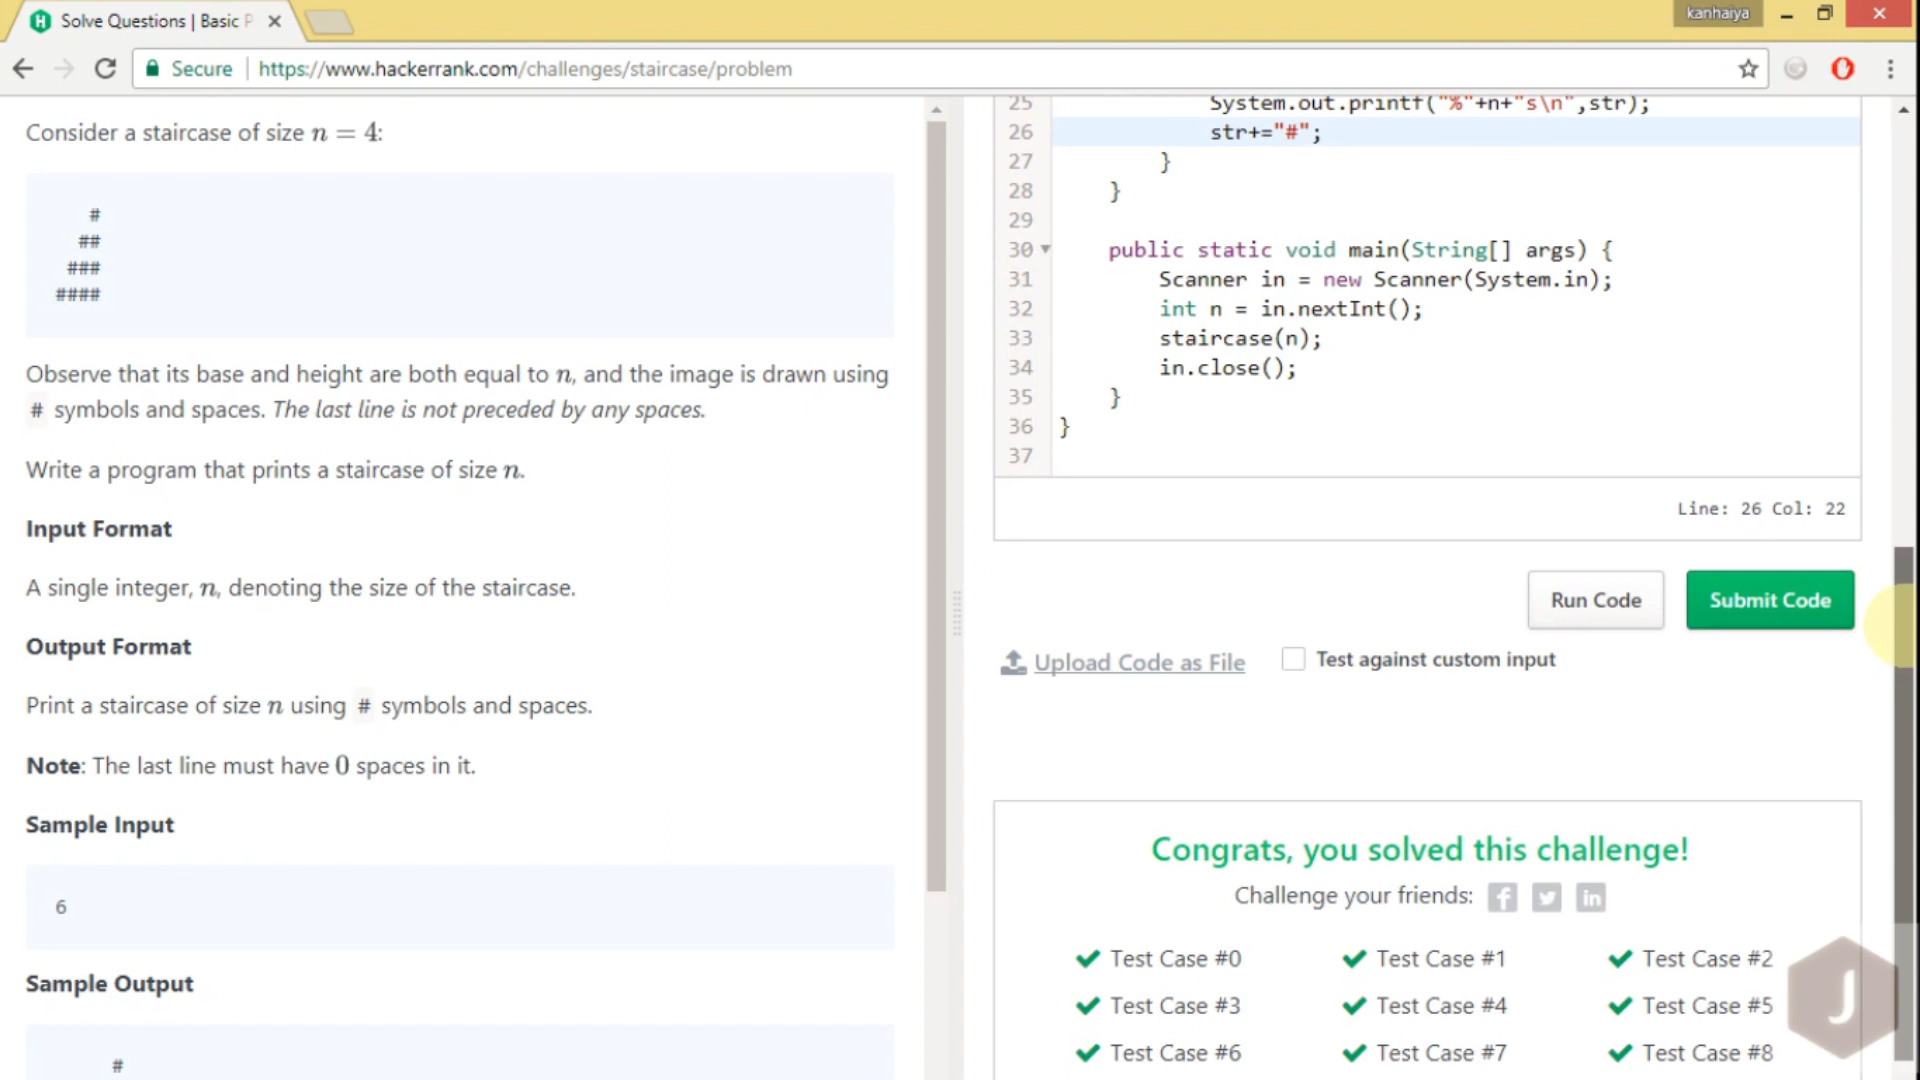 Solve Questions | Basic P
kanhaiya
Secure
https://www.hackerrank.com/challenges/staircase/problem
Consider a staircase of size n = 4:
#
##
###
####
Observe that its base and height are both equal to n, and the image is drawn using
# symbols and spaces. The last line is not preceded by any spaces.
Write a program that prints a staircase of size n.
Input Format
A single integer, n, denoting the size of the staircase.
Output Format
Print a staircase of size n using # symbols and spaces.
Note: The last line must have 0 spaces in it.
Sample Input
6
Sample Output
#
25 System.out.printf("%"+n+"s\n",str);
26 str+="#";
27 }
28 }
29
30 public static void main(String[] args) {
31 Scanner in = new Scanner(System.in);
32 int n = in.nextInt();
33 staircase(n);
34 in.close();
35 }
36 }
37
Line: 26 Col: 22
Run Code
Submit Code
Upload Code as File
Test against custom input
Congrats, you solved this challenge!
Challenge your friends:
Test Case #0 Test Case #1 Test Case #2
Test Case #3 Test Case #4 Test Case #5
Test Case #6 Test Case #7 Test Case #8
J